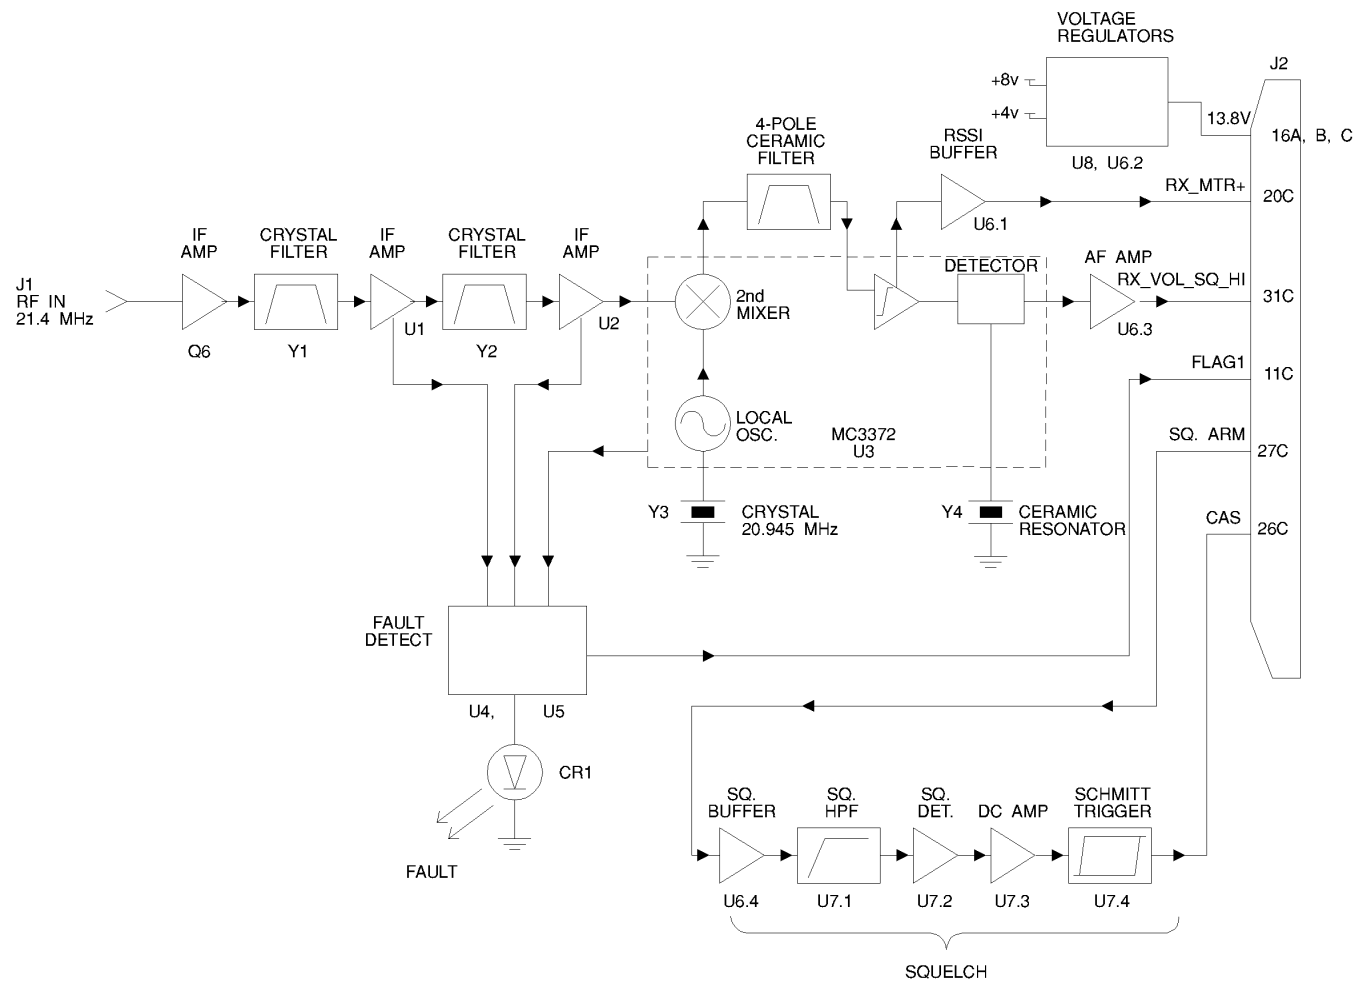 VOLTAGE
REGULATORS
J2
+8v
+4v
13.8V
16A, B, C
U8, U6.2
4-POLE
CERAMIC
FILTER
RSSI
BUFFER
U6.1
RX_MTR+
20C
J1
RF IN
21.4 MHz
IF
AMP
Q6
CRYSTAL
FILTER
Y1
IF
AMP
U1
CRYSTAL
FILTER
Y2
IF
AMP
U2
2nd
MIXER
DETECTOR
AF AMP
U6.3
RX_VOL_SQ_HI
31C
FLAG1
11C
LOCAL
OSC.
MC3372
U3
SQ. ARM
27C
Y3
CRYSTAL
20.945 MHz
Y4
CERAMIC
RESONATOR
CAS
26C
FAULT
DETECT
U4, U5
CR1
FAULT
SQ.
BUFFER
U6.4
SQ.
HPF
U7.1
SQ.
DET.
U7.2
DC AMP
U7.3
SCHMITT
TRIGGER
U7.4
SQUELCH